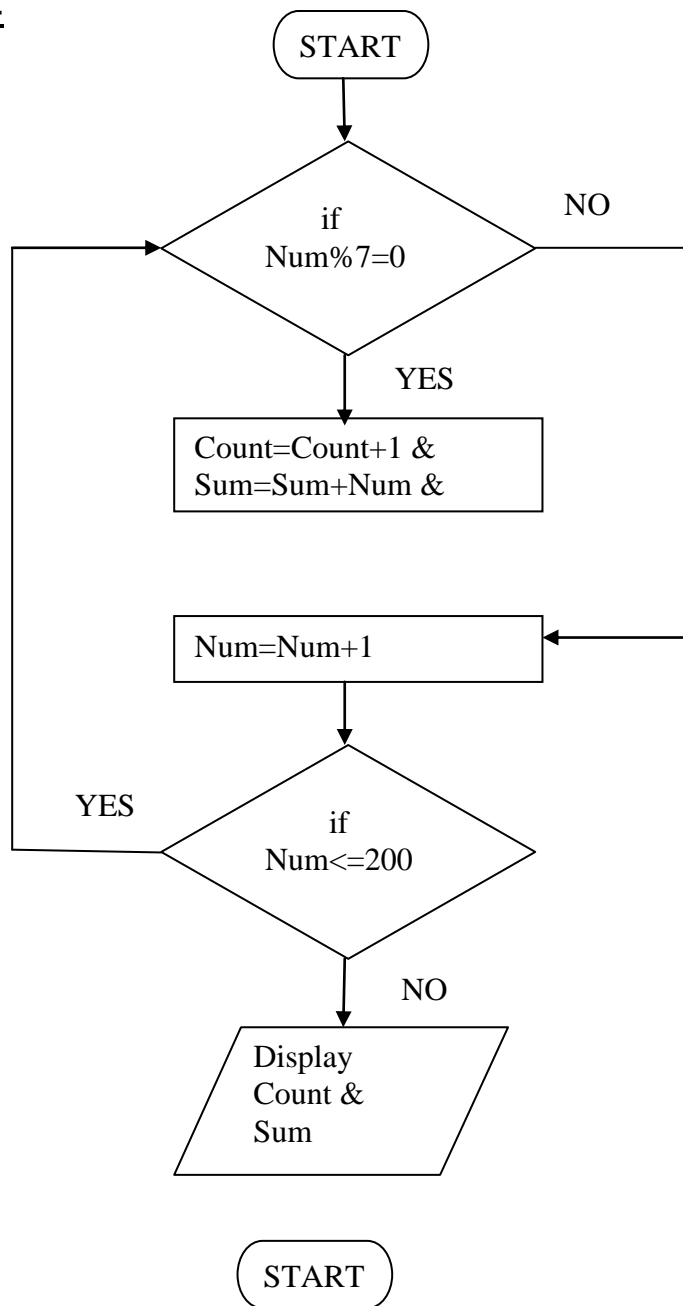 START
if
Num%7=0
NO
YES
Count=Count+1 &
Sum=Sum+Num &
Num=Num+1
YES
if
Num<=200
NO
Display
Count &
Sum
START